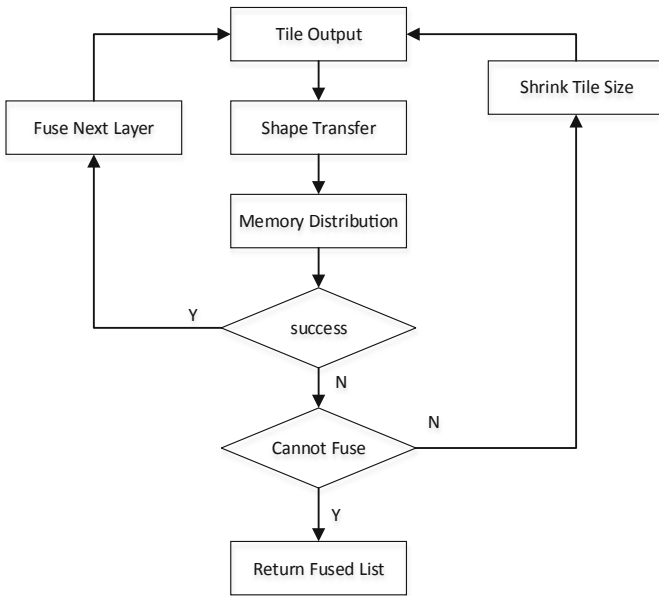 Tile Output
Shrink Tile Size
Fuse Next Layer
Shape Transfer
Memory Distribution
Y
success
N
Cannot Fuse
N
Y
Return Fused List